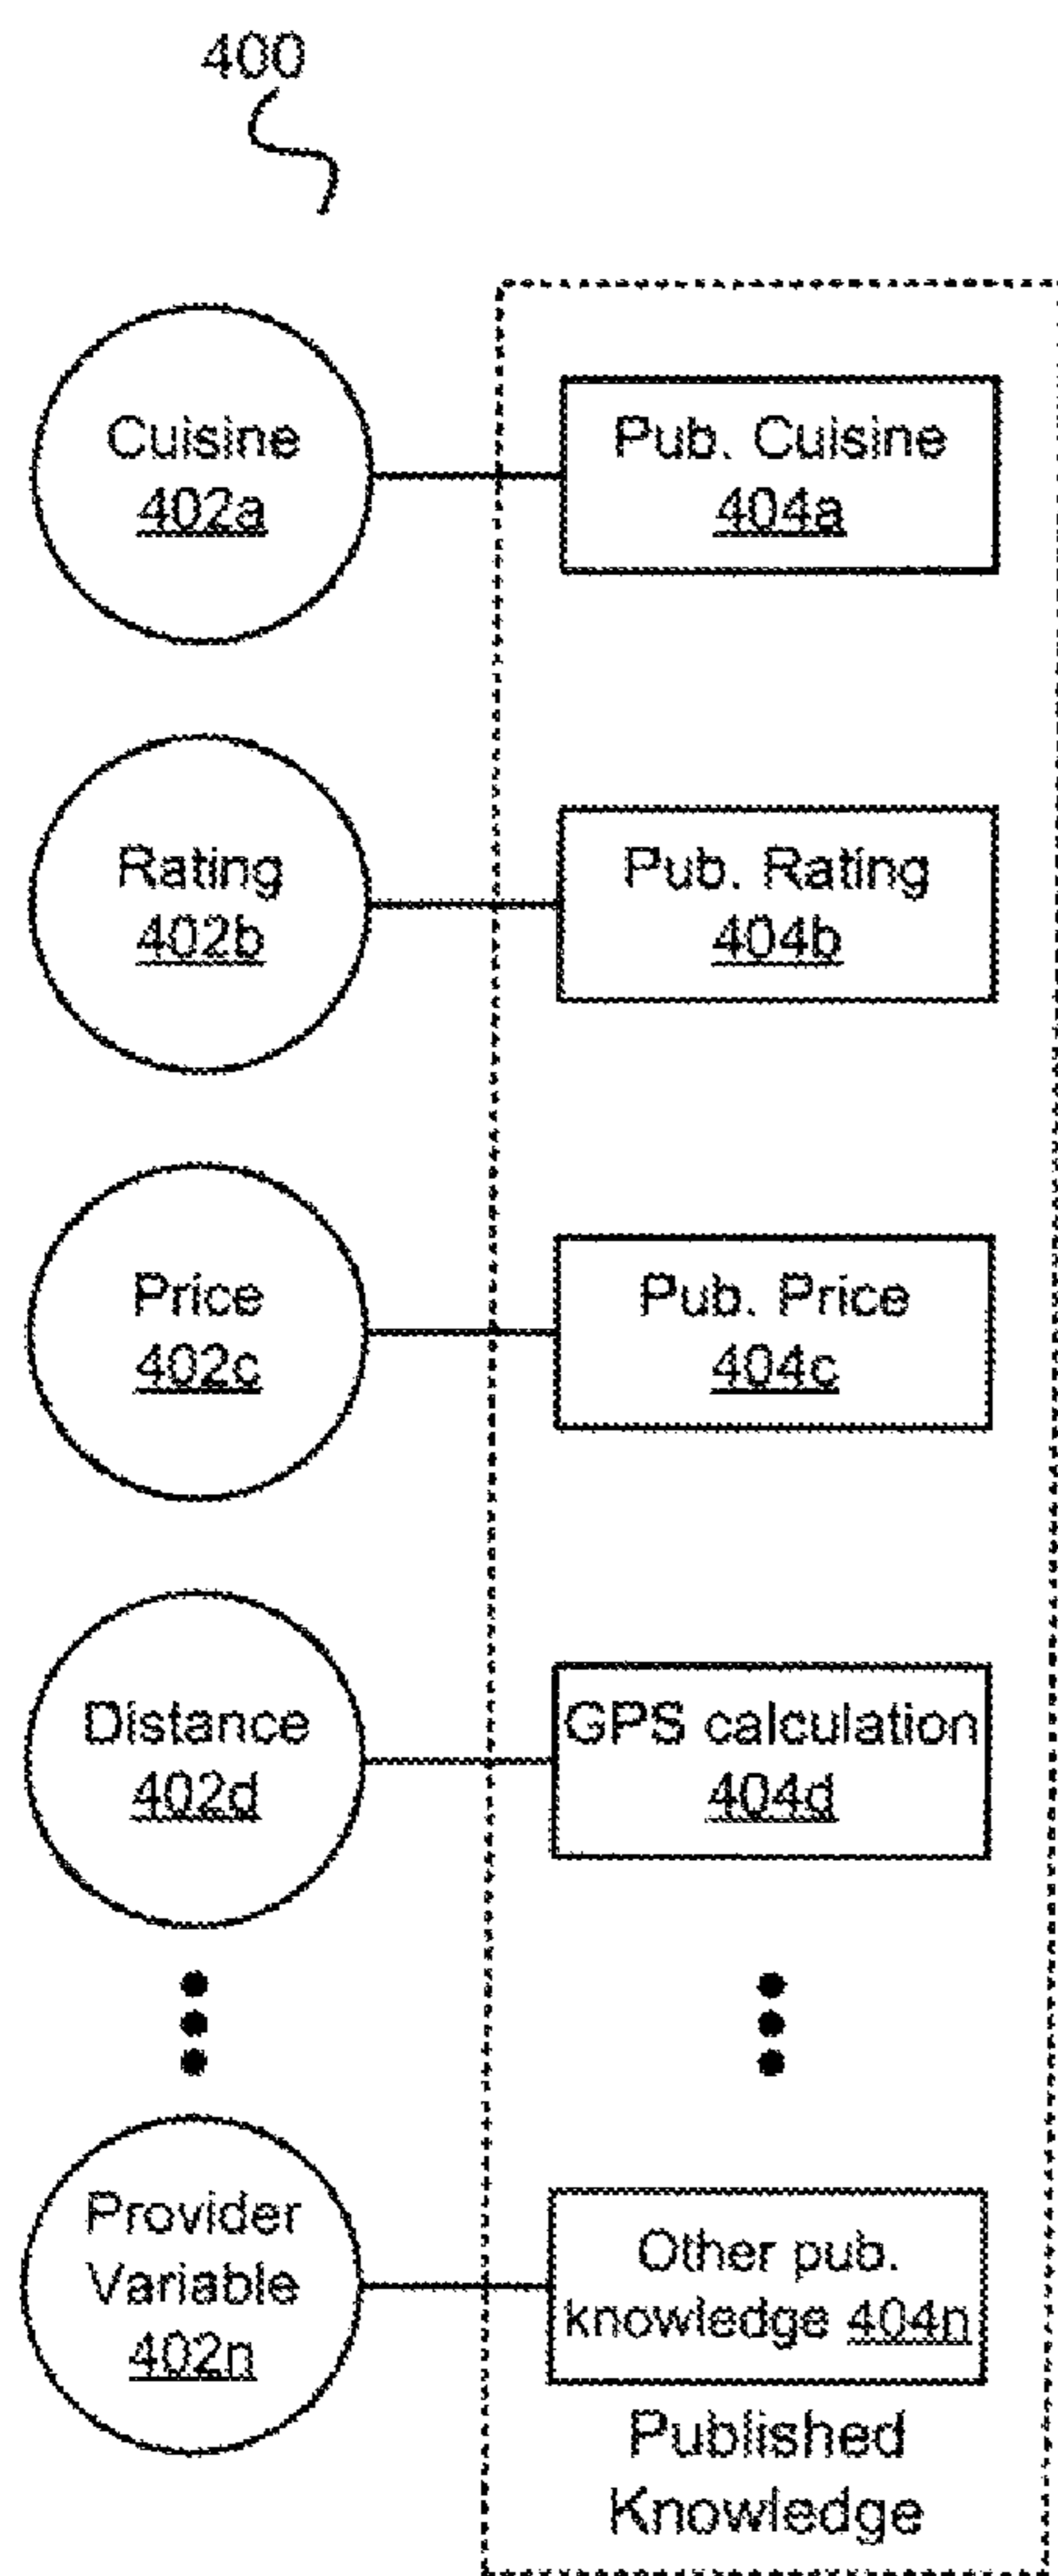 400
Cuisine
402a
Pub. Cuisine
404a
Rating
402b
Pub. Rating
404b
Price
402c
Pub. Price
404c
Distance
402d
GPS calculation
404d
Provider
Variable
402n
Other pub.
knowledge 404n
Published
Knowledge